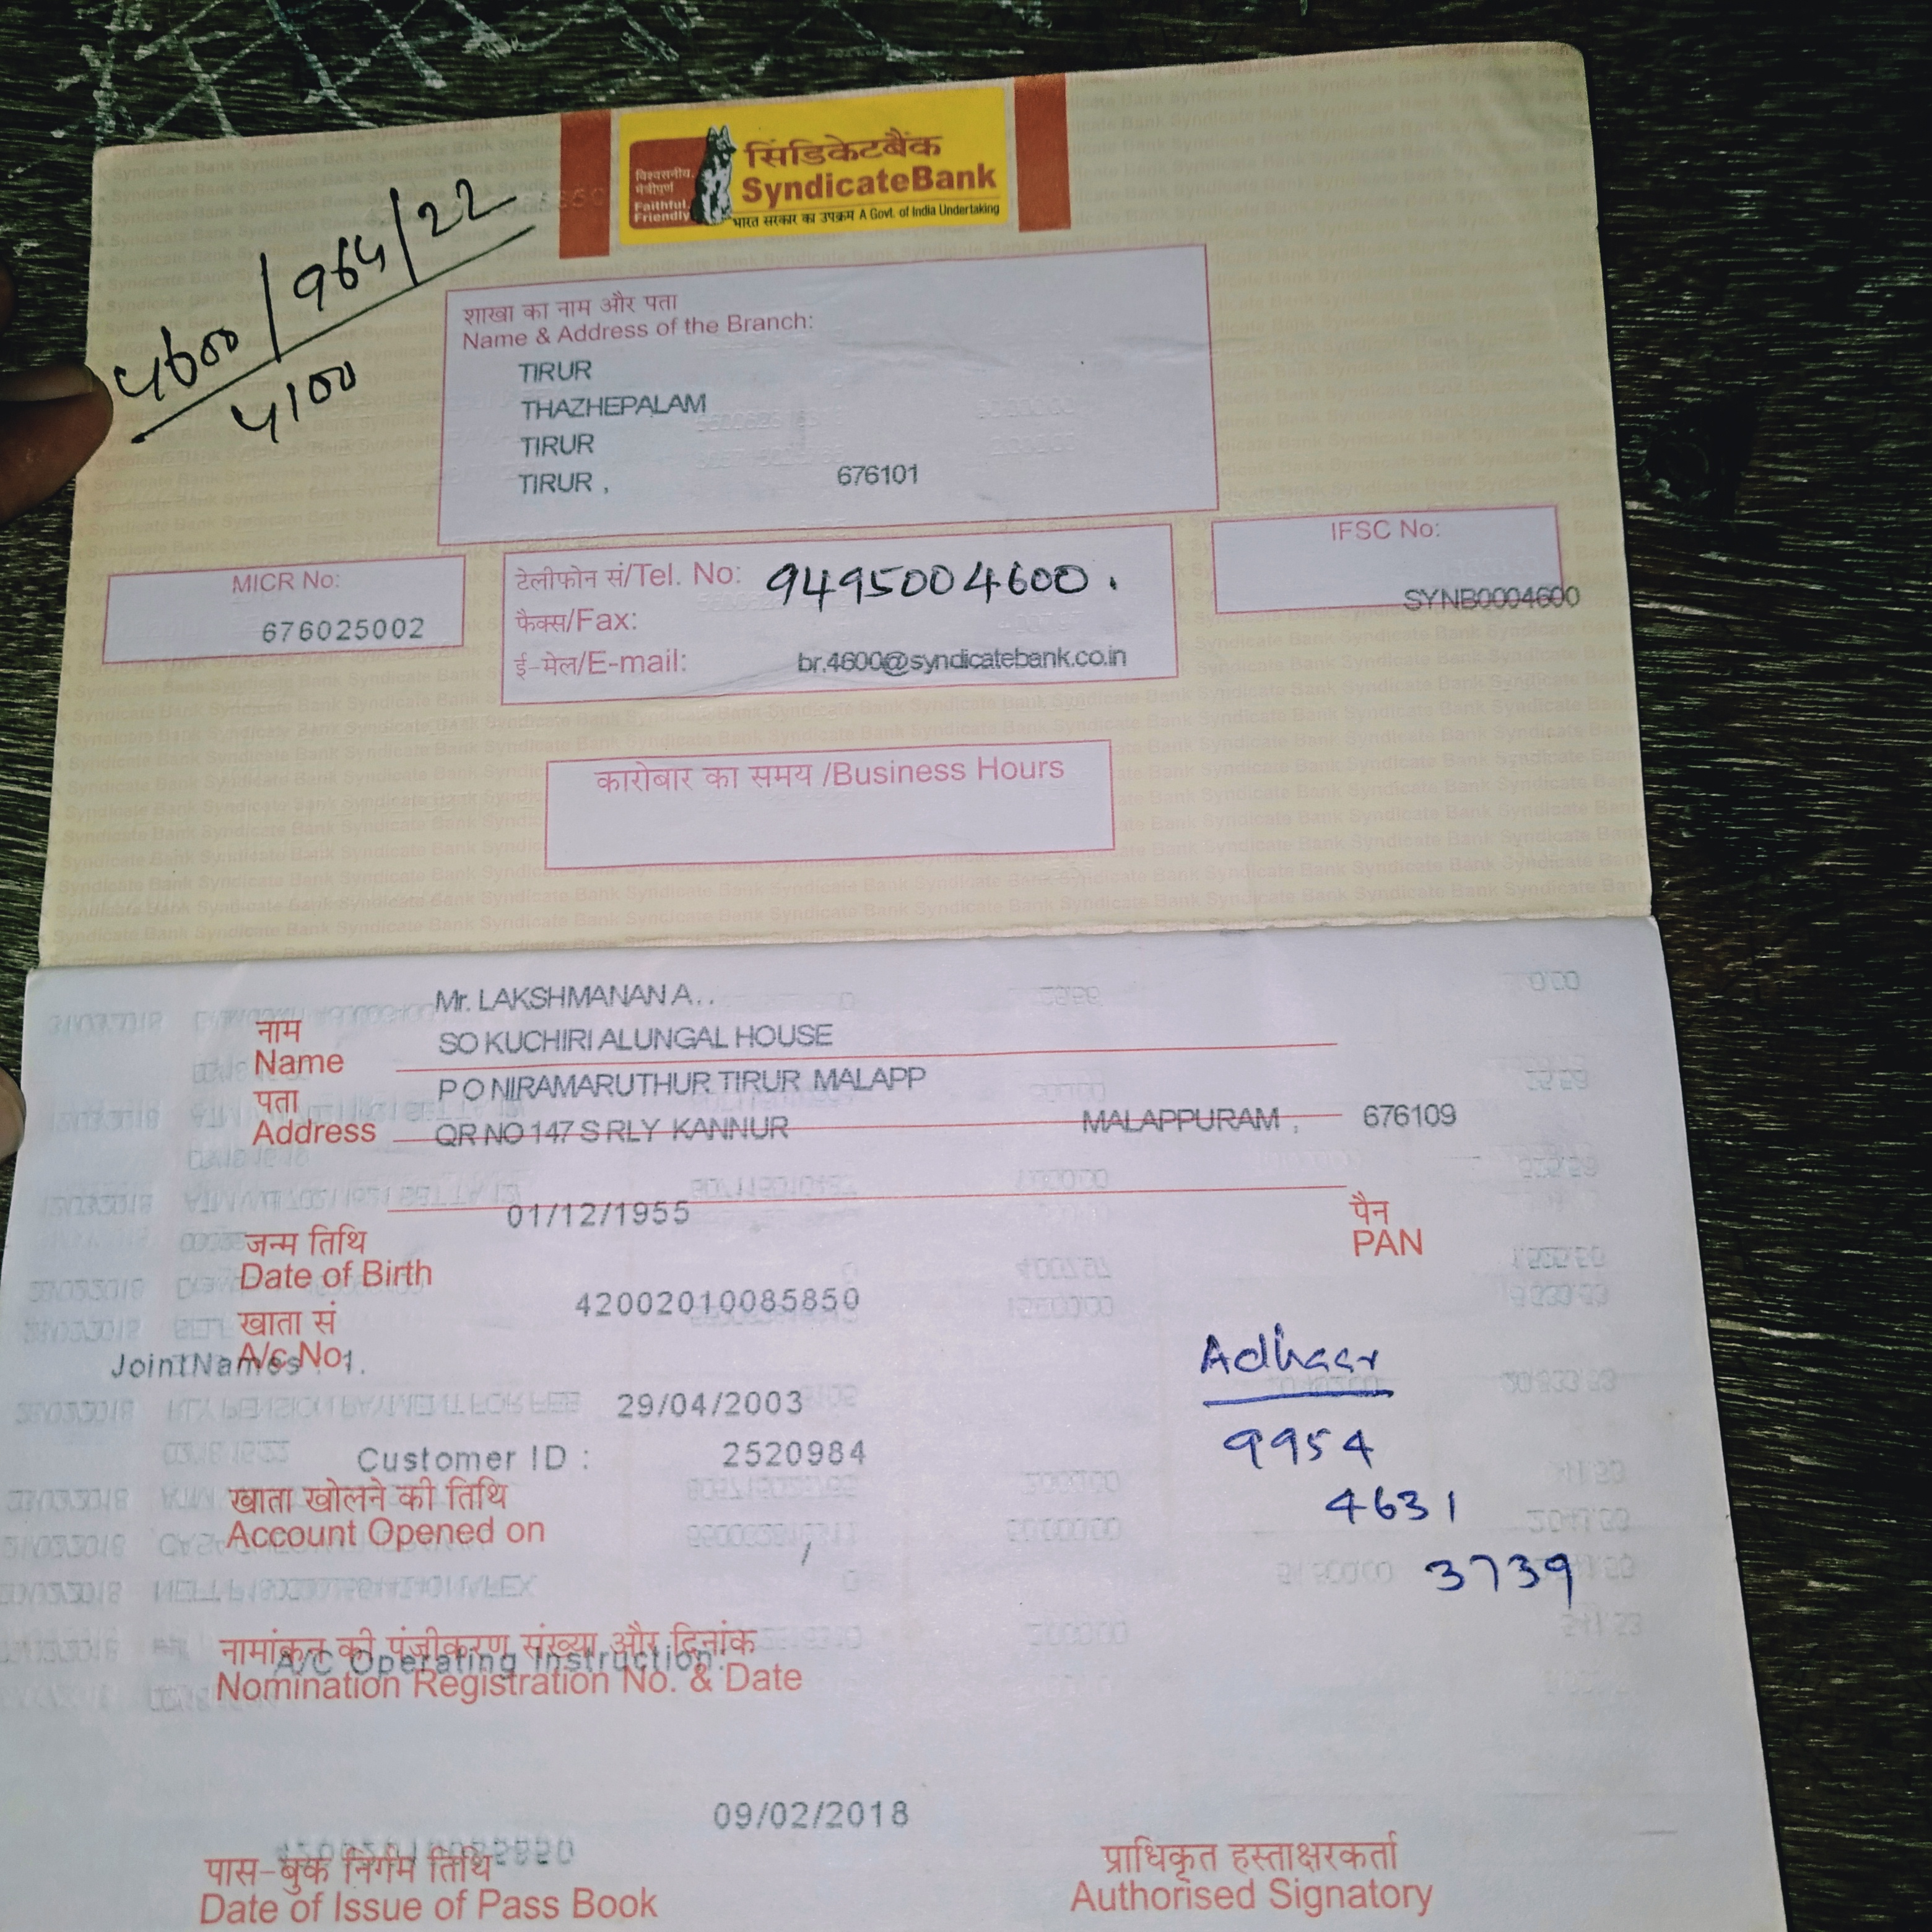 सिंडिकेटबैंक
SyndicateBank
विश्वसनीय, मैत्रीपूर्ण
Faithful, Friendly
भारत सरकार का उपक्रम A Govt. of India Undertaking
4600/964/22
4100
शाखा का नाम और पता
Name & Address of the Branch:
TIRUR
THAZHEPALAM
TIRUR
TIRUR , 676101
MICR No:
676025002
टेलीफोन सं/Tel. No: 9495004600.
फैक्स/Fax:
ई-मेल/E-mail: br.4600@syndicatebank.co.in
IFSC No:
SYNB0004600
कारोबार का समय /Business Hours
Mr. LAKSHMANAN A . .
नाम
Name SO KUCHIRI ALUNGAL HOUSE
पता P O NIRAMARUTHUR TIRUR MALAPP
Address QR NO 147 S RLY KANNUR MALAPPURAM , 676109
01/12/1955
जन्म तिथि
Date of Birth
पैन
PAN
42002010085850
खाता सं
A/c No.
JointNames :1.
29/04/2003
Customer ID : 2520984
खाता खोलने की तिथि
Account Opened on
Adhaar
9954
4631
3739
नामांकन की पंजीकरण संख्या और दिनांक
A/C Operating Instruction:
Nomination Registration No. & Date
09/02/2018
पास-बुक निर्गम तिथि
Date of Issue of Pass Book
प्राधिकृत हस्ताक्षरकर्ता
Authorised Signatory